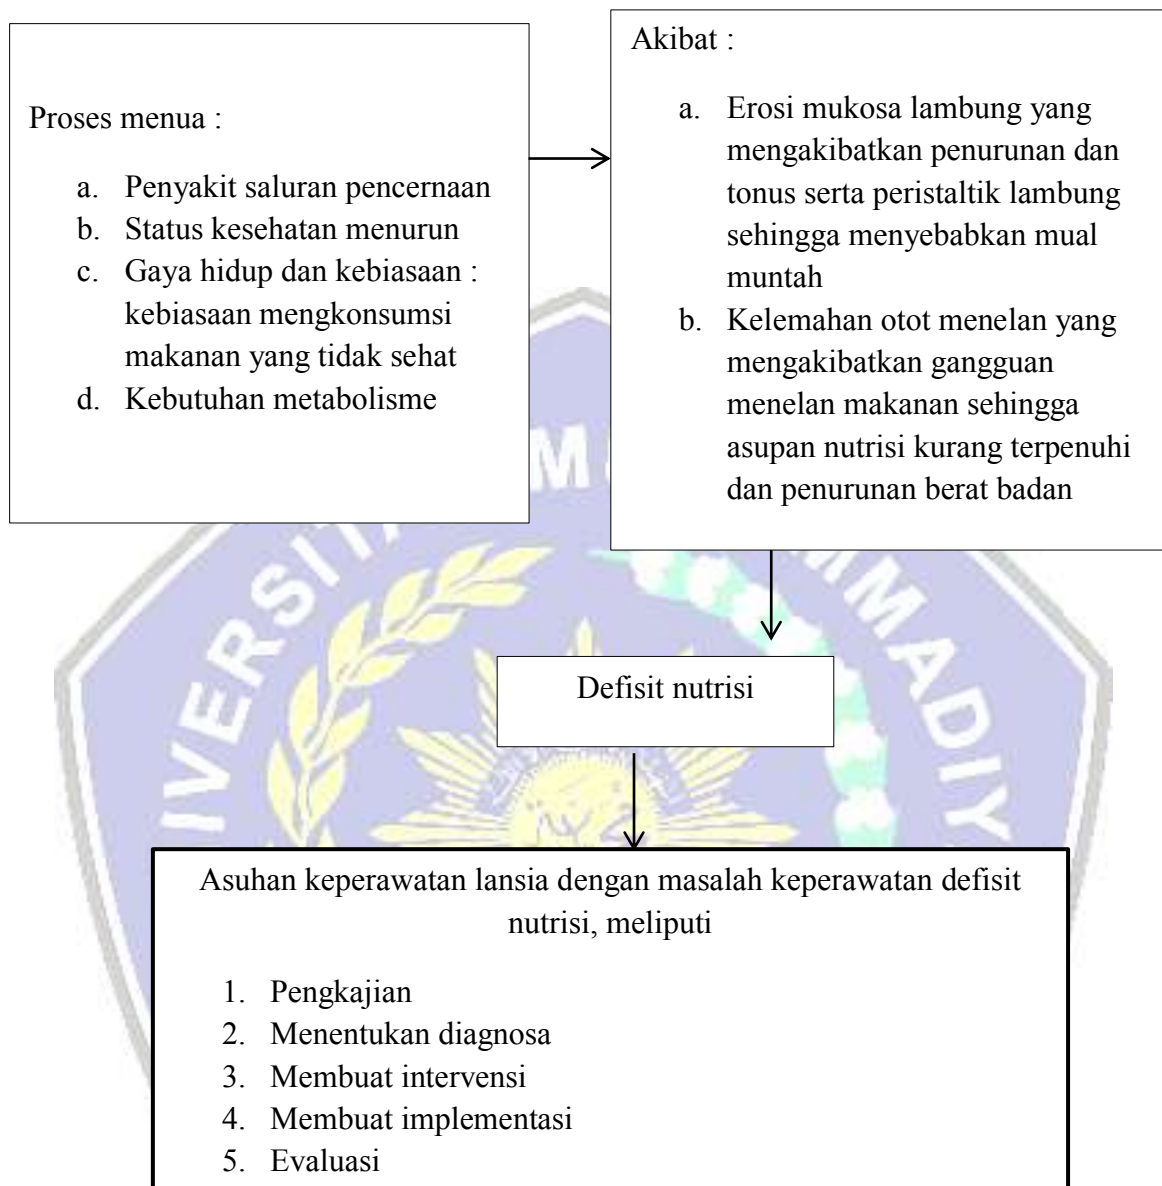 Proses menua :
a. Penyakit saluran pencernaan
b. Status kesehatan menurun
c. Gaya hidup dan kebiasaan :
kebiasaan mengkonsumsi
makanan yang tidak sehat
d. Kebutuhan metabolisme
Akibat :
a. Erosi mukosa lambung yang
mengakibatkan penurunan dan
tonus serta peristaltik lambung
sehingga menyebabkan mual
muntah
b. Kelemahan otot menelan yang
mengakibatkan gangguan
menelan makanan sehingga
asupan nutrisi kurang terpenuhi
dan penurunan berat badan
Defisit nutrisi
Asuhan keperawatan lansia dengan masalah keperawatan defisit
nutrisi, meliputi
1. Pengkajian
2. Menentukan diagnosa
3. Membuat intervensi
4. Membuat implementasi
5. Evaluasi